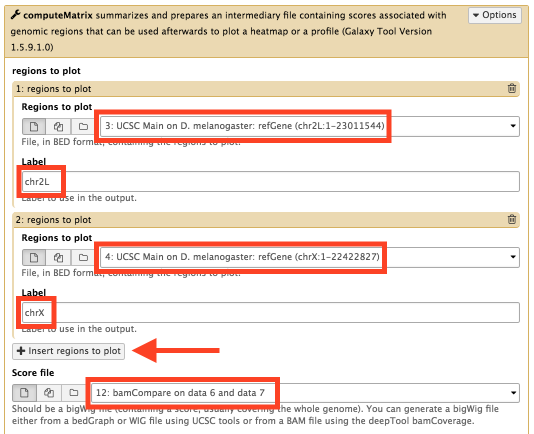 computeMatrix summarizes and prepares an intermediary file containing scores associated with
genomic regions that can be used afterwards to plot a heatmap or a profile (Galaxy Tool Version
1.5.9.1.0)
Options
regions to plot
1: regions to plot
Regions to plot
3: UCSC Main on D. melanogaster: refGene (chr2L:1-23011544)
File, in BED format, containing the regions to plot.
Label
chr2L
Label to use in the output.
2: regions to plot
Regions to plot
4: UCSC Main on D. melanogaster: refGene (chrX:1-22422827)
File, in BED format, containing the regions to plot.
Label
chrX
Label to use in the output.
Insert regions to plot
Score file
12: bamCompare on data 6 and data 7
Should be a bigWig file (containing a score, usually covering the whole genome). You can generate a bigWig file
either from a bedGraph or WIG file using UCSC tools or from a BAM file using the deepTool bamCoverage.